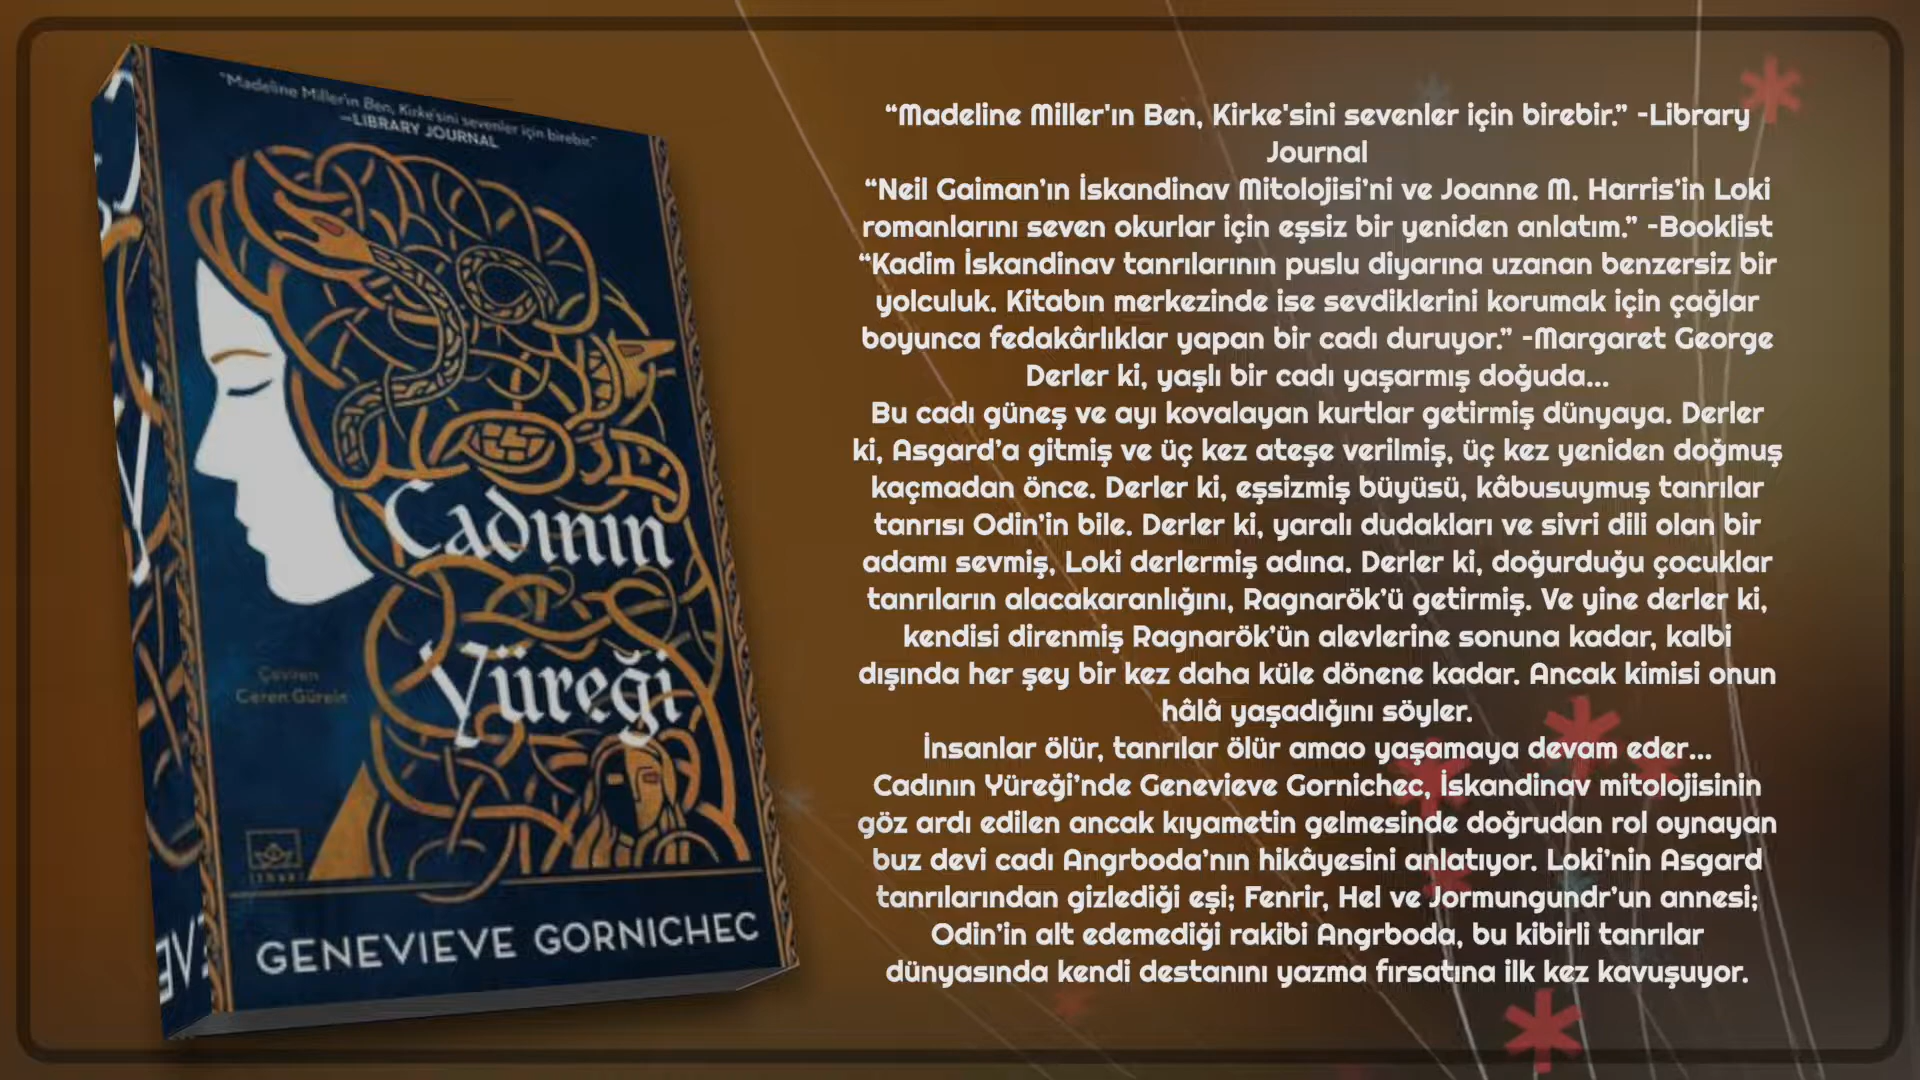 "Madeline Miller'ın Ben, Kirke'sini sevenler için birebir."
—LIBRARY JOURNAL
Cadının
Yüreği
Çeviren
Ceren Gürein
İTHAKİ
GENEVIEVE GORNICHEC
“Madeline Miller'ın Ben, Kirke'sini sevenler için birebir.” -Library
Journal
“Neil Gaiman’ın İskandinav Mitolojisi’ni ve Joanne M. Harris’in Loki
romanlarını seven okurlar için eşsiz bir yeniden anlatım.” -Booklist
“Kadim İskandinav tanrılarının puslu diyarına uzanan benzersiz bir
yolculuk. Kitabın merkezinde ise sevdiklerini korumak için çağlar
boyunca fedakârlıklar yapan bir cadı duruyor.” -Margaret George
Derler ki, yaşlı bir cadı yaşarmış doğuda...
Bu cadı güneş ve ayı kovalayan kurtlar getirmiş dünyaya. Derler
ki, Asgard’a gitmiş ve üç kez ateşe verilmiş, üç kez yeniden doğmuş
kaçmadan önce. Derler ki, eşsizmiş büyüsü, kâbusuymuş tanrılar
tanrısı Odin’in bile. Derler ki, yaralı dudakları ve sivri dili olan bir
adamı sevmiş, Loki derlermiş adına. Derler ki, doğurduğu çocuklar
tanrıların alacakaranlığını, Ragnarök’ü getirmiş. Ve yine derler ki,
kendisi direnmiş Ragnarök’ün alevlerine sonuna kadar, kalbi
dışında her şey bir kez daha küle dönene kadar. Ancak kimisi onun
hâlâ yaşadığını söyler.
İnsanlar ölür, tanrılar ölür amao yaşamaya devam eder...
Cadının Yüreği’nde Genevieve Gornichec, İskandinav mitolojisinin
göz ardı edilen ancak kıyametin gelmesinde doğrudan rol oynayan
buz devi cadı Angrboda’nın hikâyesini anlatıyor. Loki’nin Asgard
tanrılarından gizlediği eşi; Fenrir, Hel ve Jormungundr’un annesi;
Odin’in alt edemediği rakibi Angrboda, bu kibirli tanrılar
dünyasında kendi destanını yazma fırsatına ilk kez kavuşuyor.